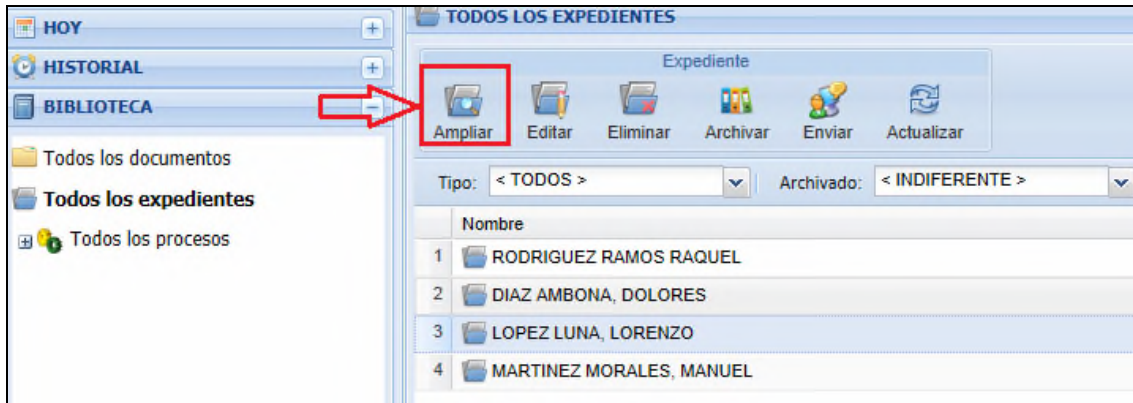 HOY
HISTORIAL
BIBLIOTECA
Todos los documentos
Todos los expedientes
Todos los procesos
TODOS LOS EXPEDIENTES
Expediente
Ampliar Editar Eliminar Archivar Enviar Actualizar
Tipo: < TODOS > Archivado: < INDIFERENTE >
Nombre
1 RODRIGUEZ RAMOS RAQUEL
2 DIAZ AMBONA, DOLORES
3 LOPEZ LUNA, LORENZO
4 MARTINEZ MORALES, MANUEL